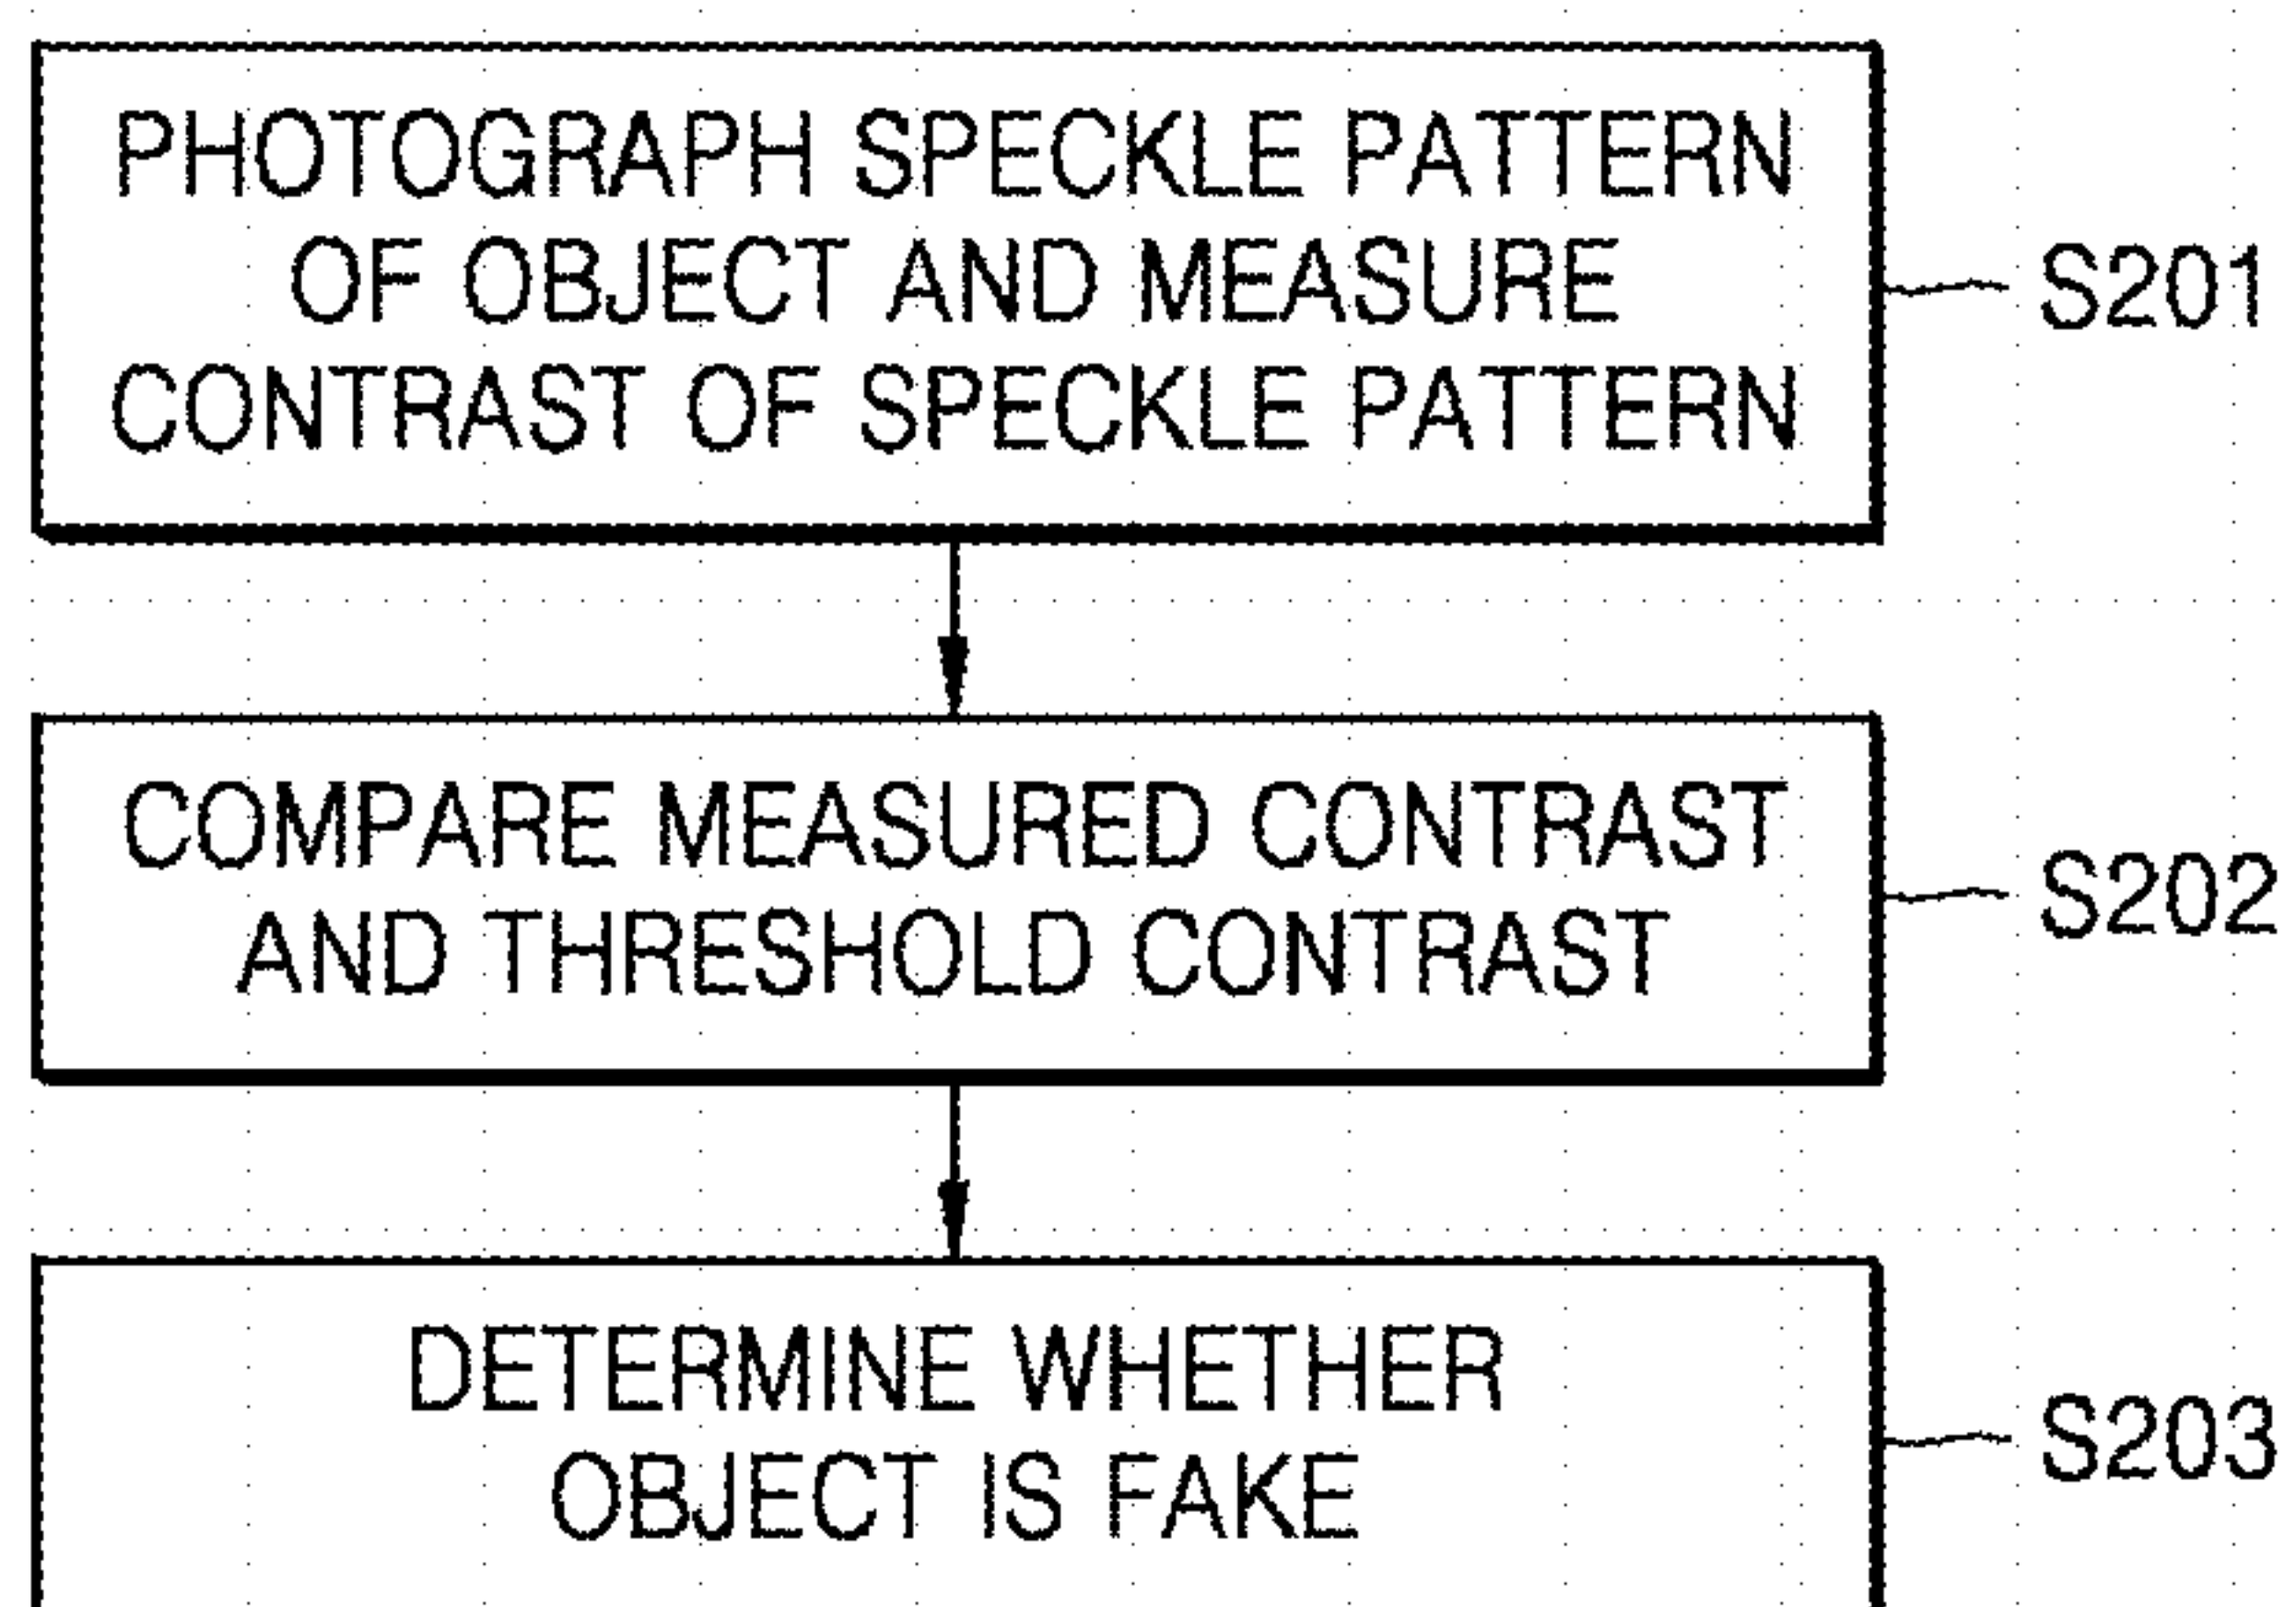 PHOTOGRAPH SPECKLE PATTERN
OF OBJECT AND MEASURE
CONTRAST OF SPECKLE PATTERN
S201
COMPARE MEASURED CONTRAST
AND THRESHOLD CONTRAST
S202
DETERMINE WHETHER
OBJECT IS FAKE
S203